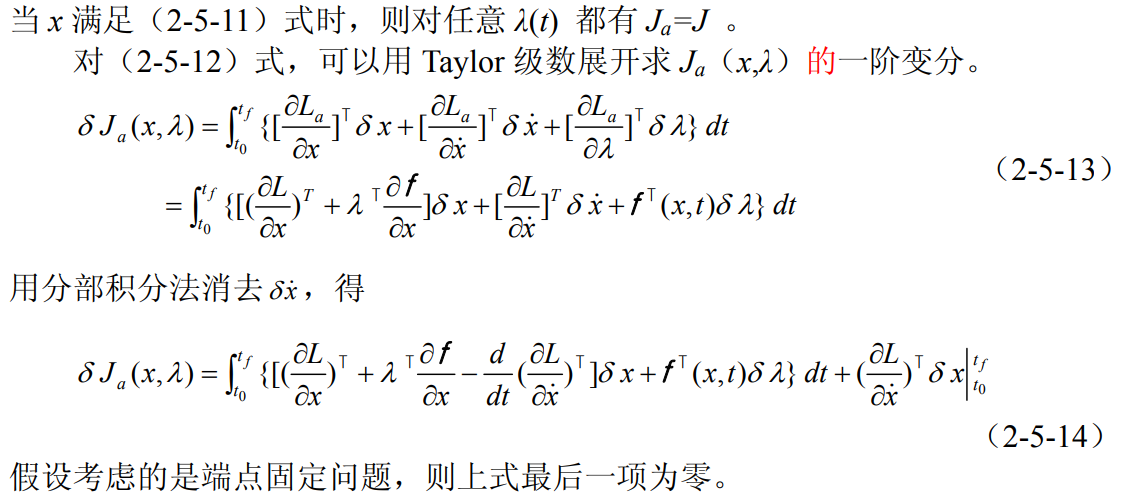 当 x 满足（2-5-11）式时，则对任意 λ(t) 都有 Jₐ=J 。
对（2-5-12）式，可以用 Taylor 级数展开求 Jₐ（x,λ）的一阶变分。
$\delta J_a(x,\lambda)=\int_{t_0}^{t_f}\{[\frac{\partial L_a}{\partial x}]^{\top}\delta x+[\frac{\partial L_a}{\partial \dot{x}}]^{\top}\delta \dot{x}+[\frac{\partial L_a}{\partial \lambda}]^{\top}\delta \lambda\}\,dt$
（2-5-13）
$=\int_{t_0}^{t_f}\{[(\frac{\partial L}{\partial x})^{T}+\lambda^{\top}\frac{\partial f}{\partial x}]\delta x+[\frac{\partial L}{\partial \dot{x}}]^{T}\delta \dot{x}+f^{\top}(x,t)\delta \lambda\}\,dt$
用分部积分法消去 $\delta\dot{x}$，得
$\delta J_a(x,\lambda)=\int_{t_0}^{t_f}\{[(\frac{\partial L}{\partial x})^{\top}+\lambda^{\top}\frac{\partial f}{\partial x}-\frac{d}{dt}(\frac{\partial L}{\partial \dot{x}})^{\top}]\delta x+f^{\top}(x,t)\delta \lambda\}\,dt+(\frac{\partial L}{\partial \dot{x}})^{\top}\delta x\Big|_{t_0}^{t_f}$
（2-5-14）
假设考虑的是端点固定问题，则上式最后一项为零。